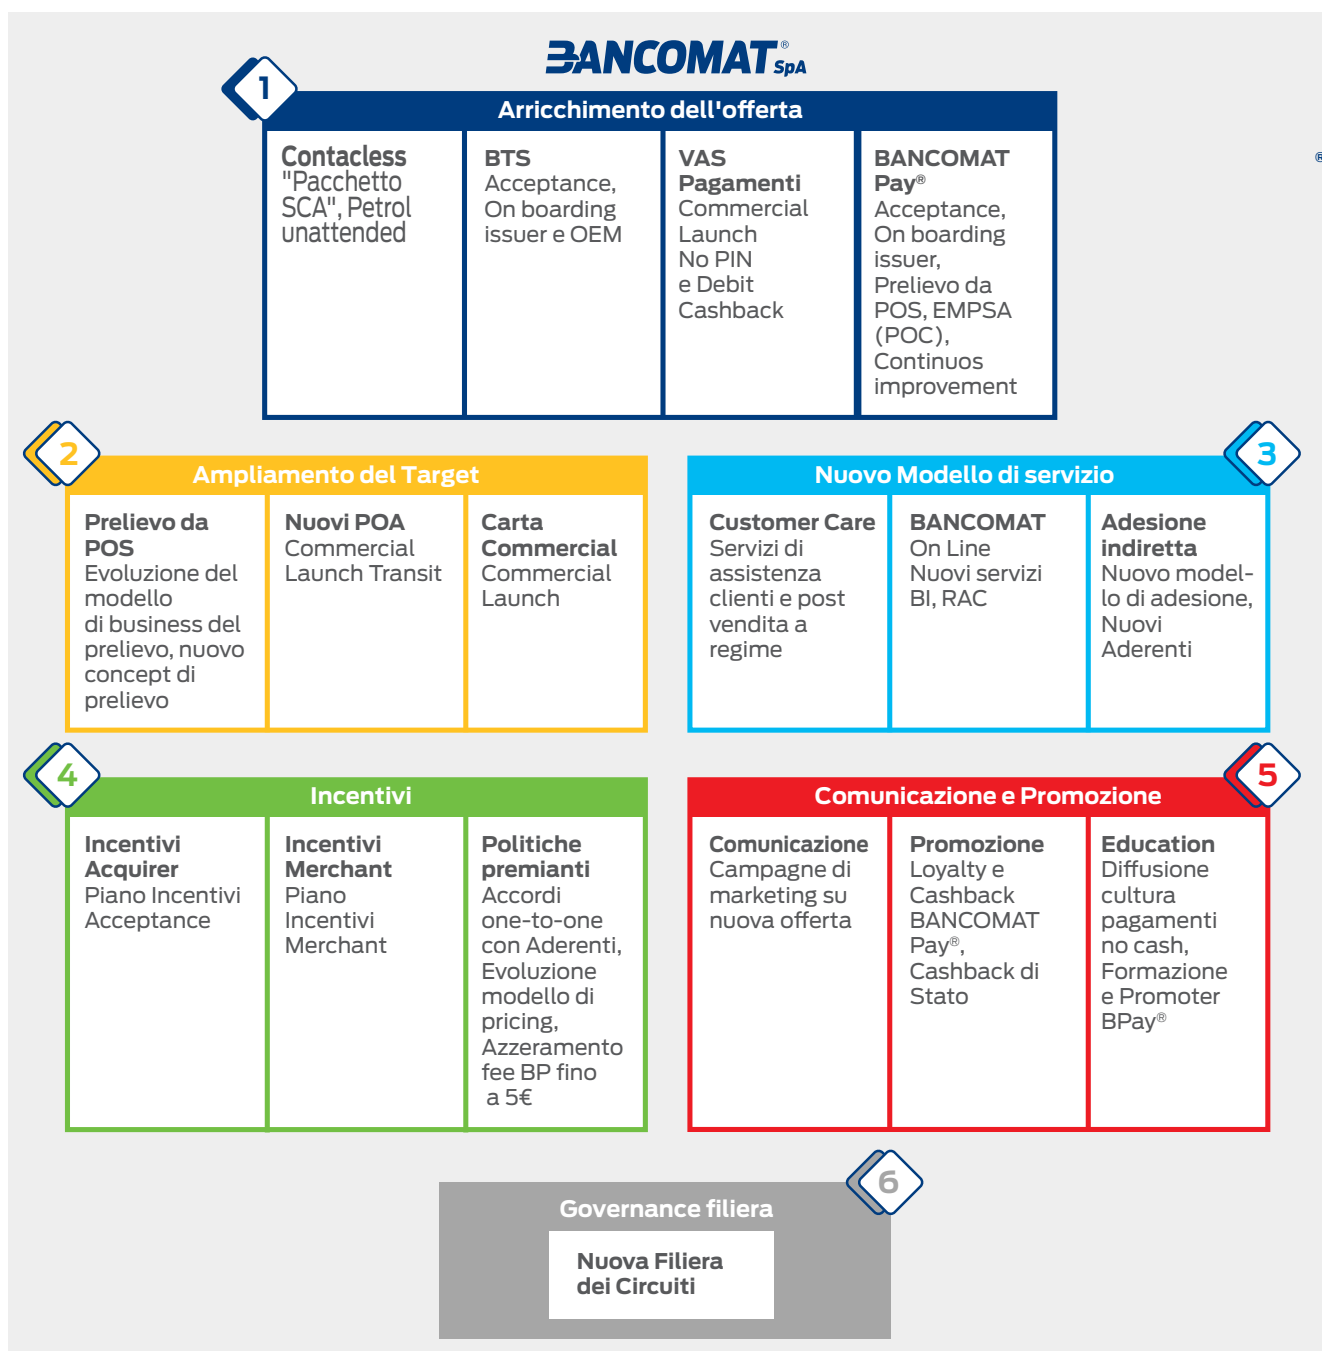 BANCOMAT® SpA
1
Arricchimento dell'offerta
Contacless
"Pacchetto
SCA", Petrol
unattended
BTS
Acceptance,
On boarding
issuer e OEM
VAS
Pagamenti
Commercial
Launch
No PIN
e Debit
Cashback
BANCOMAT
Pay®
Acceptance,
On boarding
issuer,
Prelievo da
POS, EMPSA
(POC),
Continuos
improvement
®
2
Ampliamento del Target
Prelievo da
POS
Evoluzione del
modello
di business del
prelievo, nuovo
concept di
prelievo
Nuovi POA
Commercial
Launch Transit
Carta
Commercial
Commercial
Launch
3
Nuovo Modello di servizio
Customer Care
Servizi di
assistenza
clienti e post
vendita a
regime
BANCOMAT
On Line
Nuovi servizi
BI, RAC
Adesione
indiretta
Nuovo model-
lo di adesione,
Nuovi
Aderenti
4
Incentivi
Incentivi
Acquirer
Piano Incentivi
Acceptance
Incentivi
Merchant
Piano
Incentivi
Merchant
Politiche
premianti
Accordi
one-to-one
con Aderenti,
Evoluzione
modello di
pricing,
Azzeramento
fee BP fino
a 5€
5
Comunicazione e Promozione
Comunicazione
Campagne di
marketing su
nuova offerta
Promozione
Loyalty e
Cashback
BANCOMAT
Pay®,
Cashback di
Stato
Education
Diffusione
cultura
pagamenti
no cash,
Formazione
e Promoter
BPay®
6
Governance filiera
Nuova Filiera
dei Circuiti